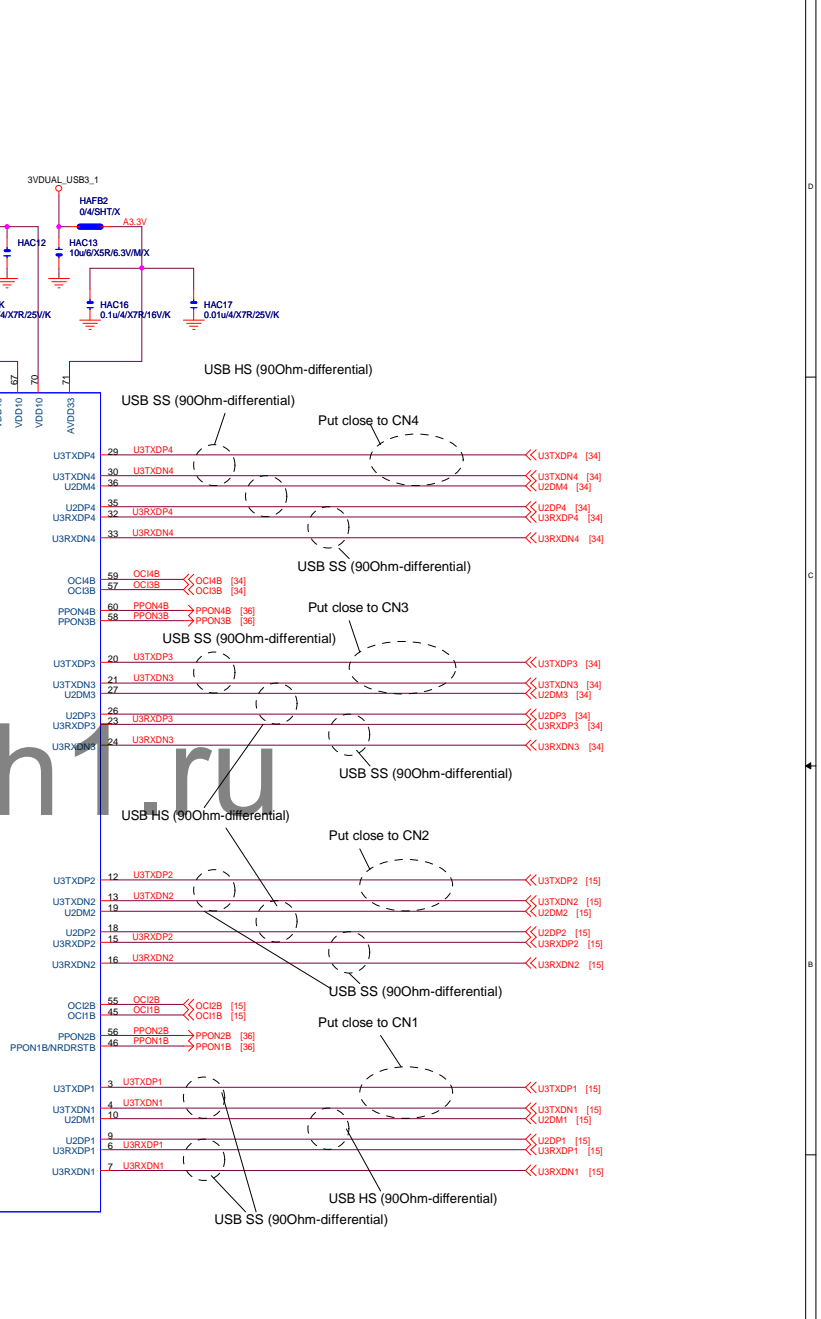 D
3VDUAL_USB3_1
HAFB2
0/4/SHT/X
A3.3V
HAC12
HAC13
10u/6/X5R/6.3V/M/X
K
4/X7R/25V/K
HAC16
0.1u/4/X7R/16V/K
HAC17
0.01u/4/X7R/25V/K
USB HS (90Ohm-differential)
67
70
71
VDD10
VDD10
AVDD33
USB SS (90Ohm-differential)
Put close to CN4
U3TXDP4 29 U3TXDP4 U3TXDP4 [34]
U3TXDN4 30 U3TXDN4 U3TXDN4 [34]
U2DM4 36 U2DM4 [34]
U2DP4 35 U2DP4 [34]
U3RXDP4 32 U3RXDP4 U3RXDP4 [34]
U3RXDN4 33 U3RXDN4 U3RXDN4 [34]
USB SS (90Ohm-differential)
C
OCI4B 59 OCI4B OCI4B [34]
OCI3B 57 OCI3B OCI3B [34]
PPON4B 60 PPON4B PPON4B [36]
PPON3B 58 PPON3B PPON3B [36]
Put close to CN3
USB SS (90Ohm-differential)
U3TXDP3 20 U3TXDP3 U3TXDP3 [34]
U3TXDN3 21 U3TXDN3 U3TXDN3 [34]
U2DM3 27 U2DM3 [34]
U2DP3 26 U2DP3 [34]
U3RXDP3 23 U3RXDP3 U3RXDP3 [34]
U3RXDN3 24 U3RXDN3 U3RXDN3 [34]
h1.ru
USB SS (90Ohm-differential)
USB HS (90Ohm-differential)
Put close to CN2
U3TXDP2 12 U3TXDP2 U3TXDP2 [15]
U3TXDN2 13 U3TXDN2 U3TXDN2 [15]
U2DM2 19 U2DM2 [15]
U2DP2 18 U2DP2 [15]
U3RXDP2 15 U3RXDP2 U3RXDP2 [15]
U3RXDN2 16 U3RXDN2 U3RXDN2 [15]
B
USB SS (90Ohm-differential)
OCI2B 55 OCI2B OCI2B [15]
OCI1B 45 OCI1B OCI1B [15]
Put close to CN1
PPON2B 56 PPON2B PPON2B [36]
PPON1B/NRDRSTB 46 PPON1B PPON1B [36]
U3TXDP1 3 U3TXDP1 U3TXDP1 [15]
U3TXDN1 4 U3TXDN1 U3TXDN1 [15]
U2DM1 10 U2DM1 [15]
U2DP1 9 U2DP1 [15]
U3RXDP1 6 U3RXDP1 U3RXDP1 [15]
U3RXDN1 7 U3RXDN1 U3RXDN1 [15]
USB HS (90Ohm-differential)
USB SS (90Ohm-differential)